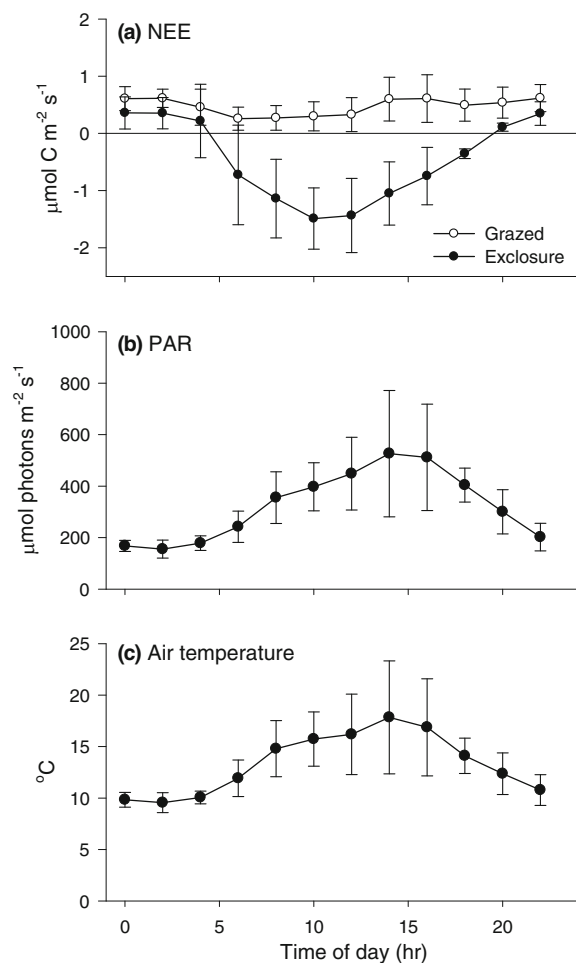 (a) NEE
μmol C m⁻² s⁻¹
2
1
0
-1
-2
Grazed
Exclosure
(b) PAR
μmol photons m⁻² s⁻¹
1000
800
600
400
200
0
(c) Air temperature
°C
25
20
15
10
5
0
0 5 10 15 20
Time of day (hr)